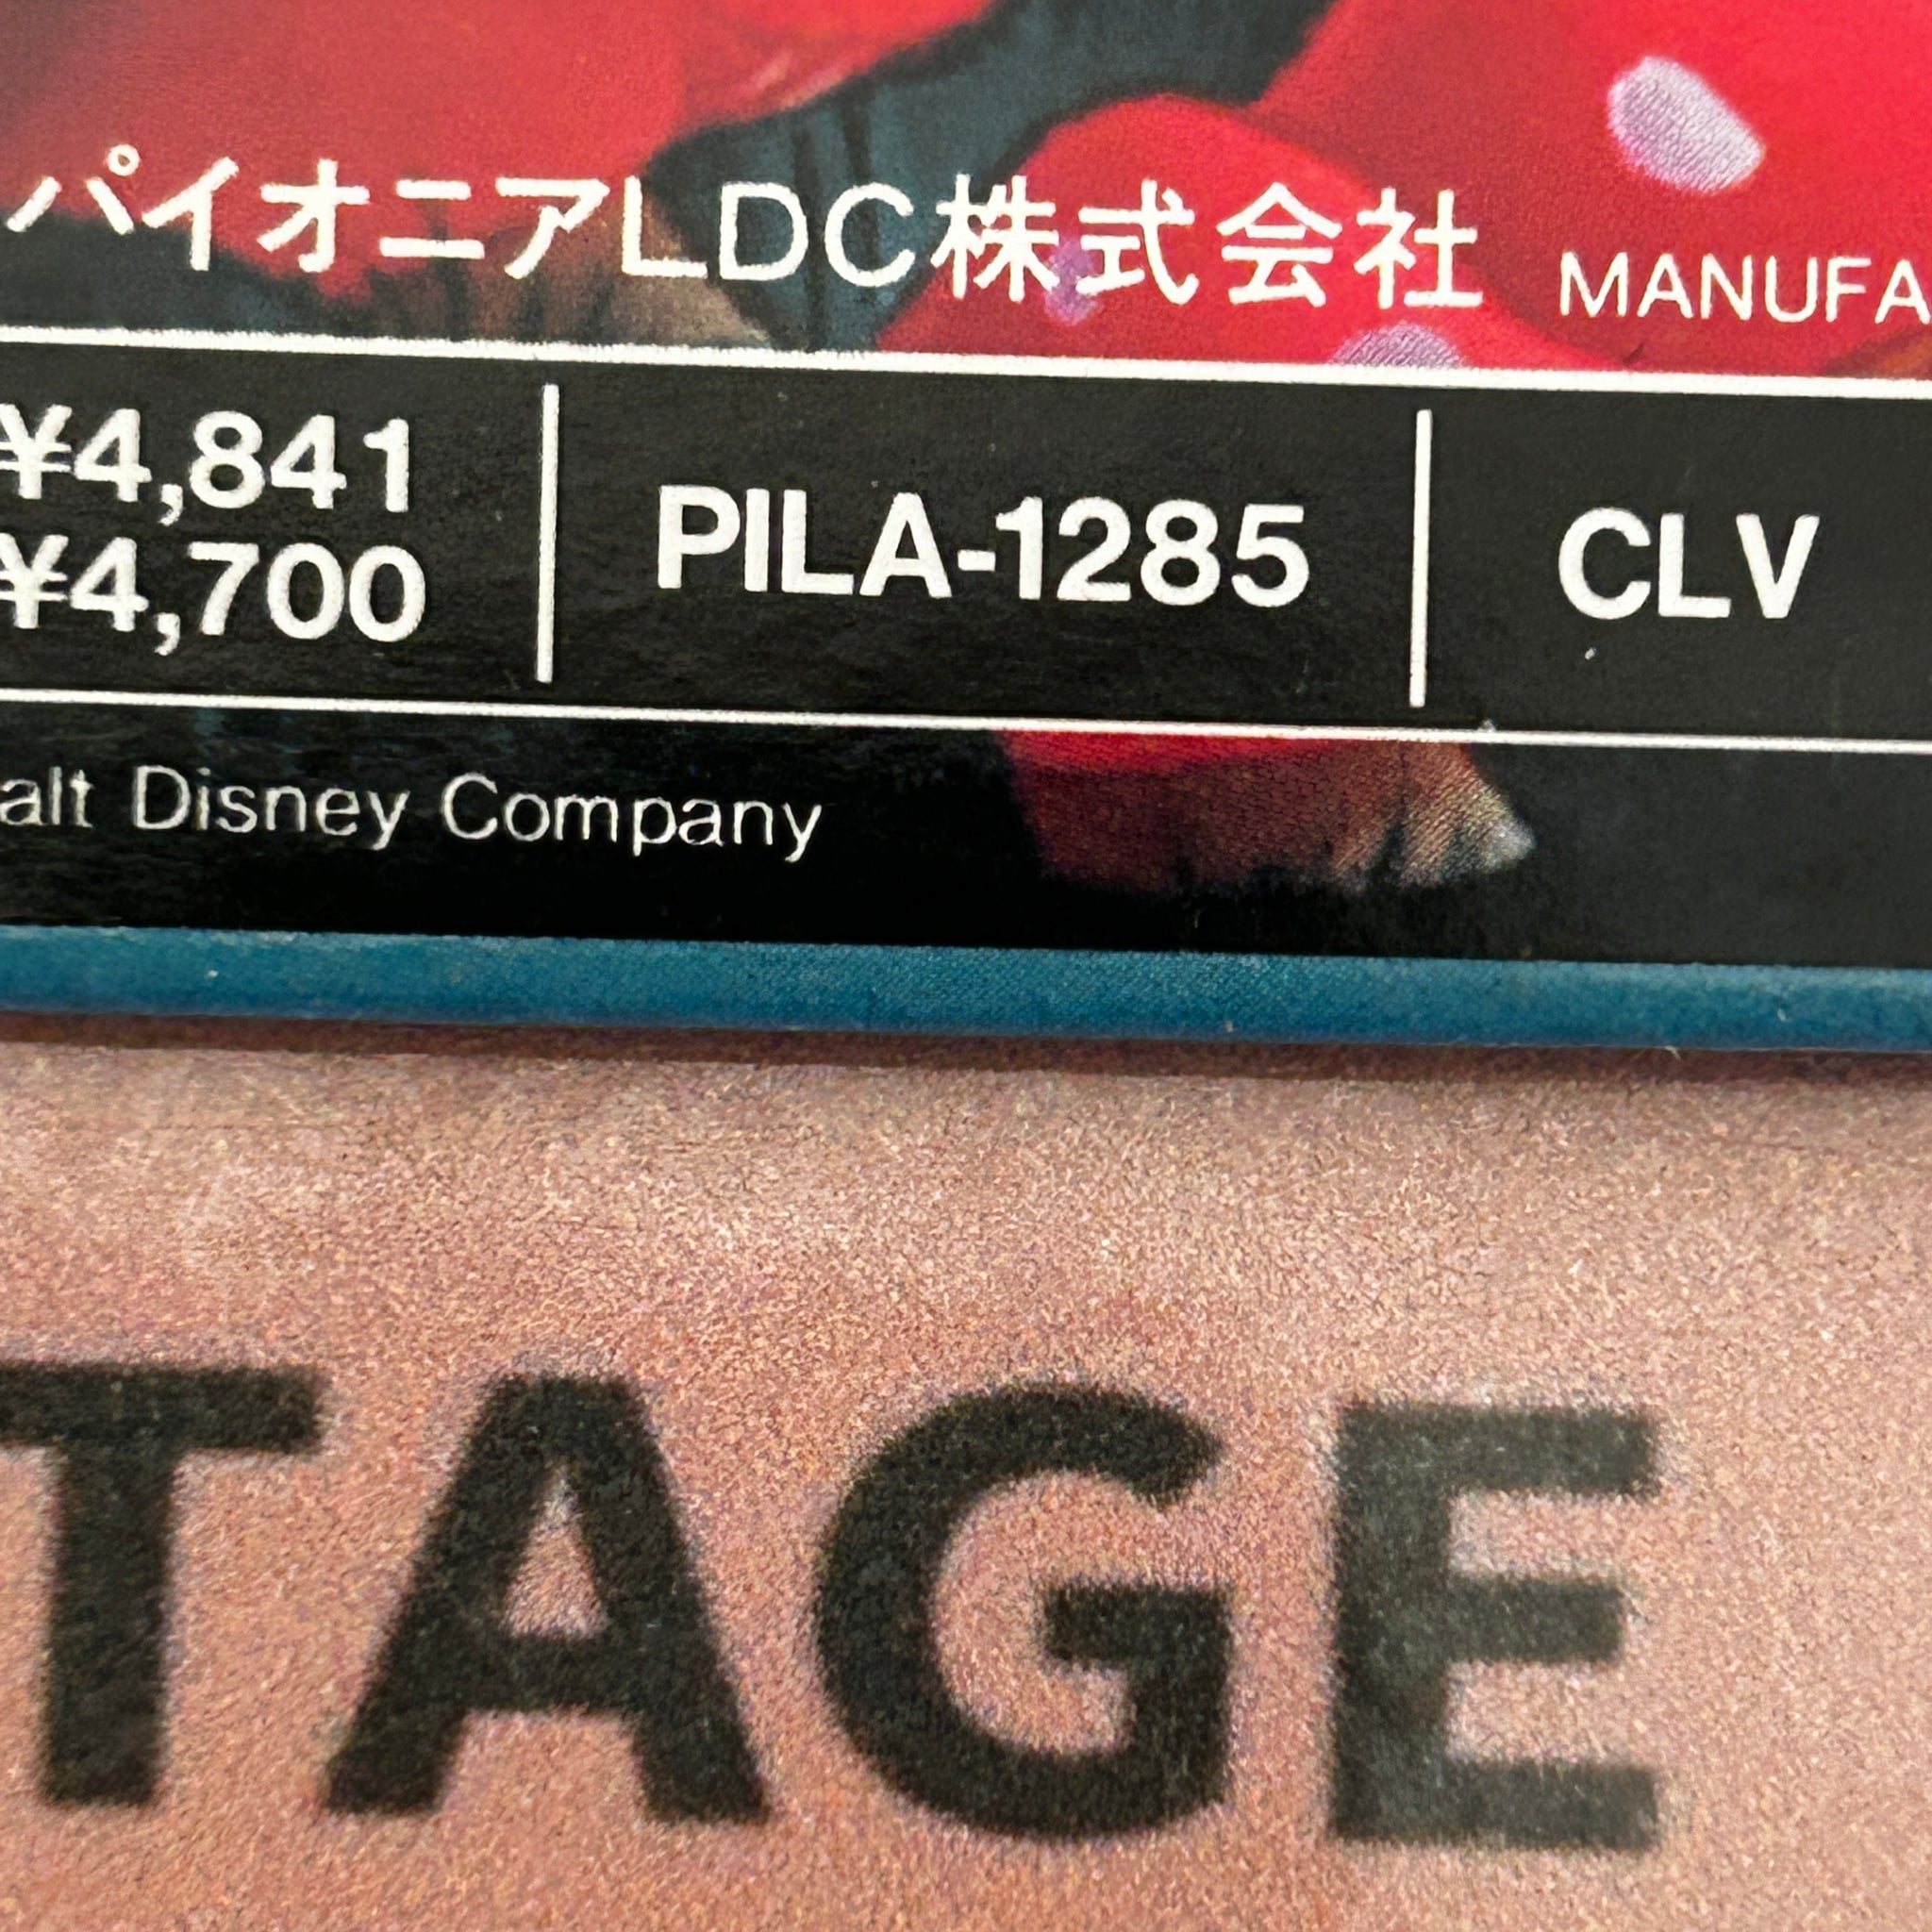 パイオニアLDC株式会社 MANUFA
¥4,841
¥4,700
PILA-1285
CLV
alt Disney Company
TAGE